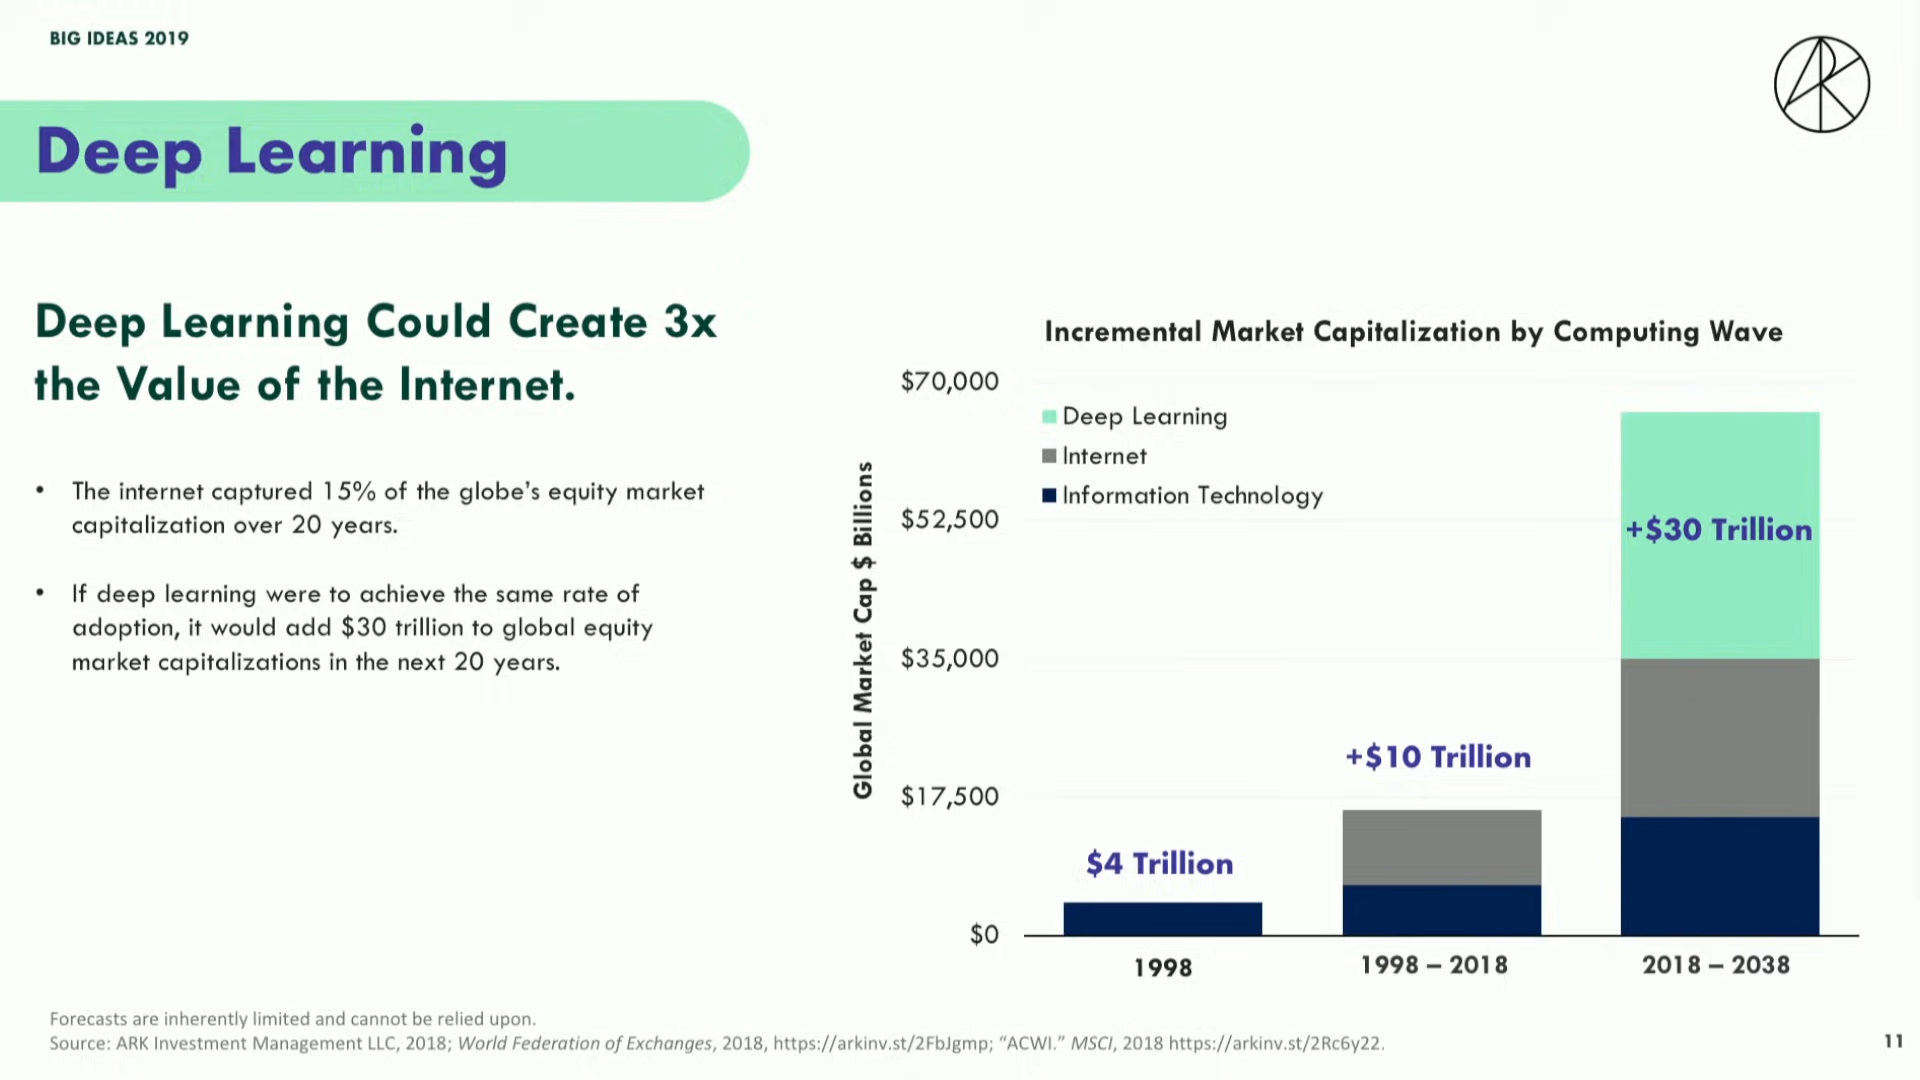 BIG IDEAS 2019
Deep Learning
Deep Learning Could Create 3x
the Value of the Internet.
• The internet captured 15% of the globe’s equity market
capitalization over 20 years.
• If deep learning were to achieve the same rate of
adoption, it would add $30 trillion to global equity
market capitalizations in the next 20 years.
Incremental Market Capitalization by Computing Wave
Global Market Cap $ Billions
$70,000
$52,500
$35,000
$17,500
$0
Deep Learning
Internet
Information Technology
$4 Trillion
+$10 Trillion
+$30 Trillion
1998
1998 – 2018
2018 – 2038
Forecasts are inherently limited and cannot be relied upon.
Source: ARK Investment Management LLC, 2018; World Federation of Exchanges, 2018, https://arkinv.st/2FbJgmp; “ACWI.” MSCI, 2018 https://arkinv.st/2Rc6y22.
11
ARK